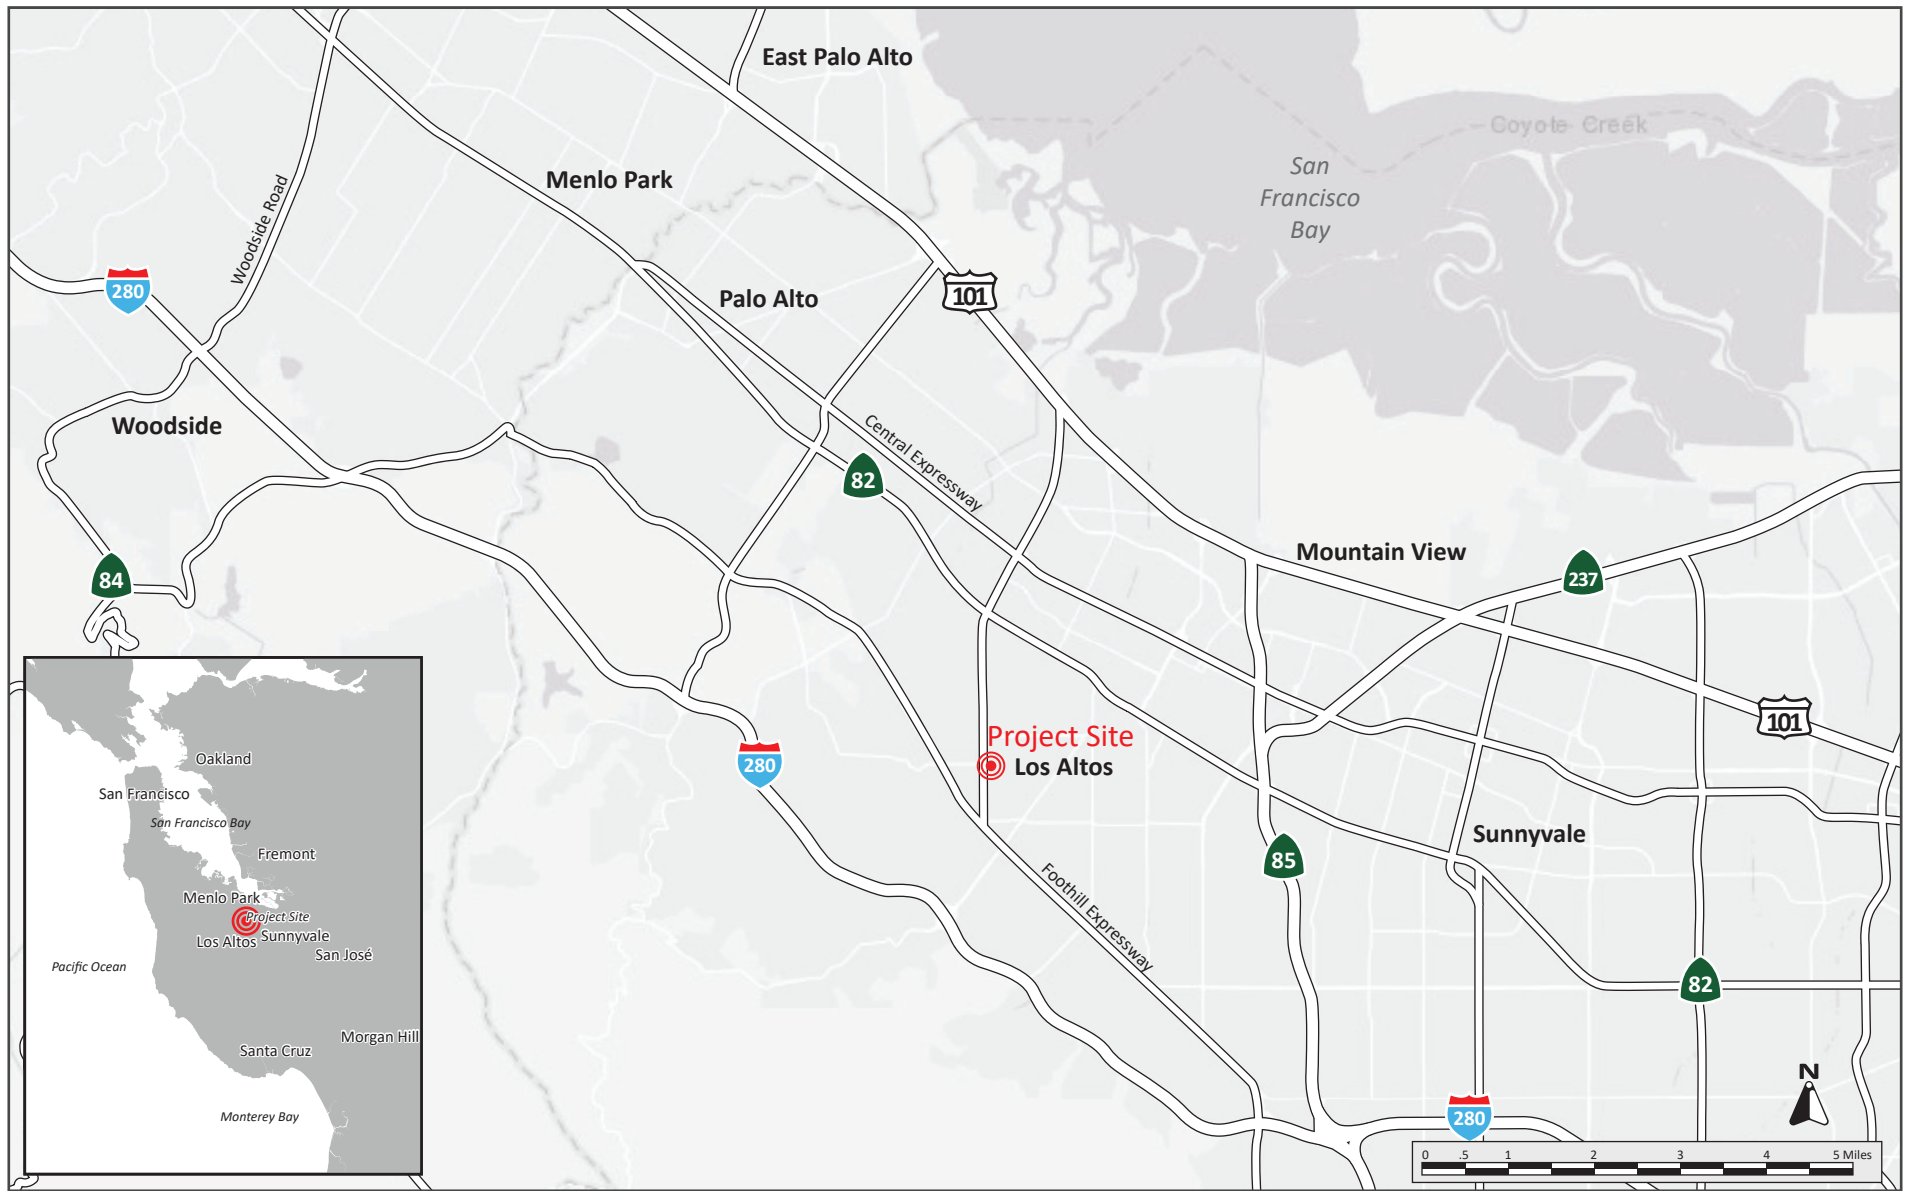 East Palo Alto
Coyote Creek
San
Francisco
Bay
Menlo Park
Woodside Road
280
Palo Alto
101
Woodside
Central Expressway
82
84
Mountain View
237
Project Site
Los Altos
280
101
Sunnyvale
85
Foothill Expressway
82
280
Oakland
San Francisco
San Francisco Bay
Fremont
Menlo Park
Project Site
Los Altos
Sunnyvale
San José
Pacific Ocean
Morgan Hill
Santa Cruz
Monterey Bay
N
0 .5 1 2 3 4 5 Miles